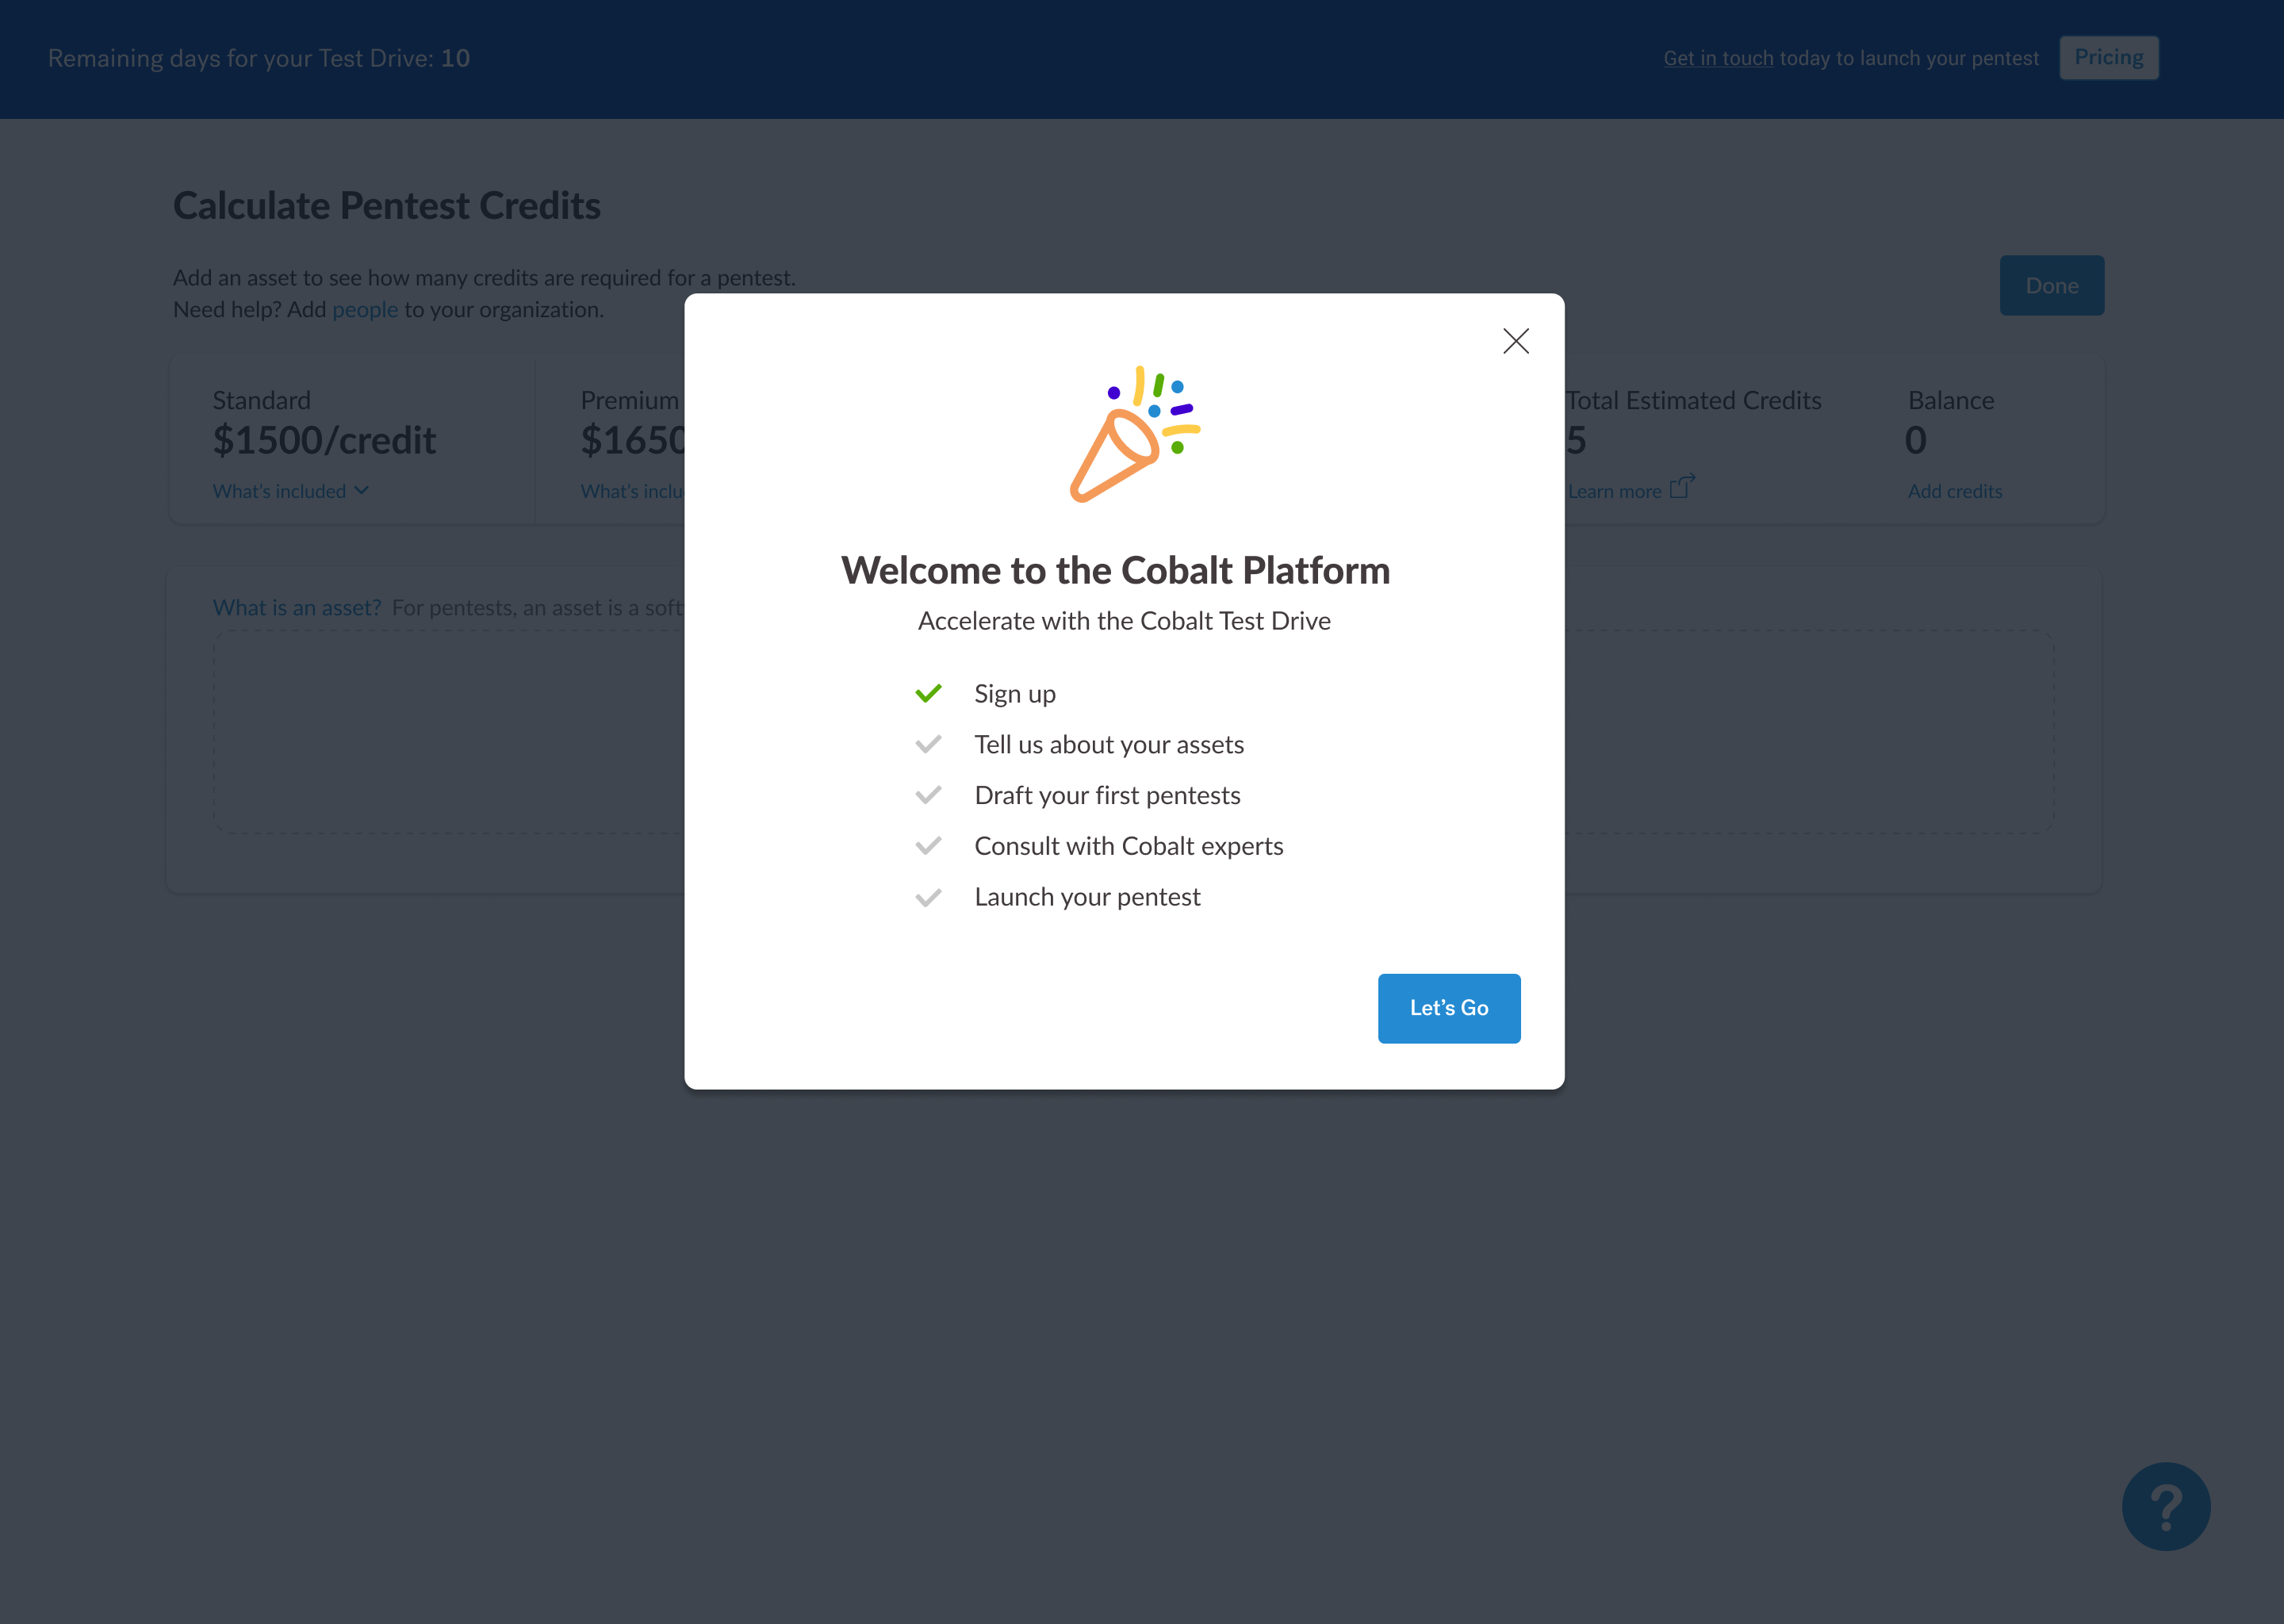 Remaining days for your Test Drive: 10
Get in touch today to launch your pentest
Pricing
Calculate Pentest Credits
Add an asset to see how many credits are required for a pentest.
Need help? Add people to your organization.
Done
Standard
$1500/credit
What's included
Premium
$1650
What's inclu
Total Estimated Credits
5
Learn more
Balance
0
Add credits
What is an asset? For pentests, an asset is a soft
Welcome to the Cobalt Platform
Accelerate with the Cobalt Test Drive
Sign up
Tell us about your assets
Draft your first pentests
Consult with Cobalt experts
Launch your pentest
Let's Go
?